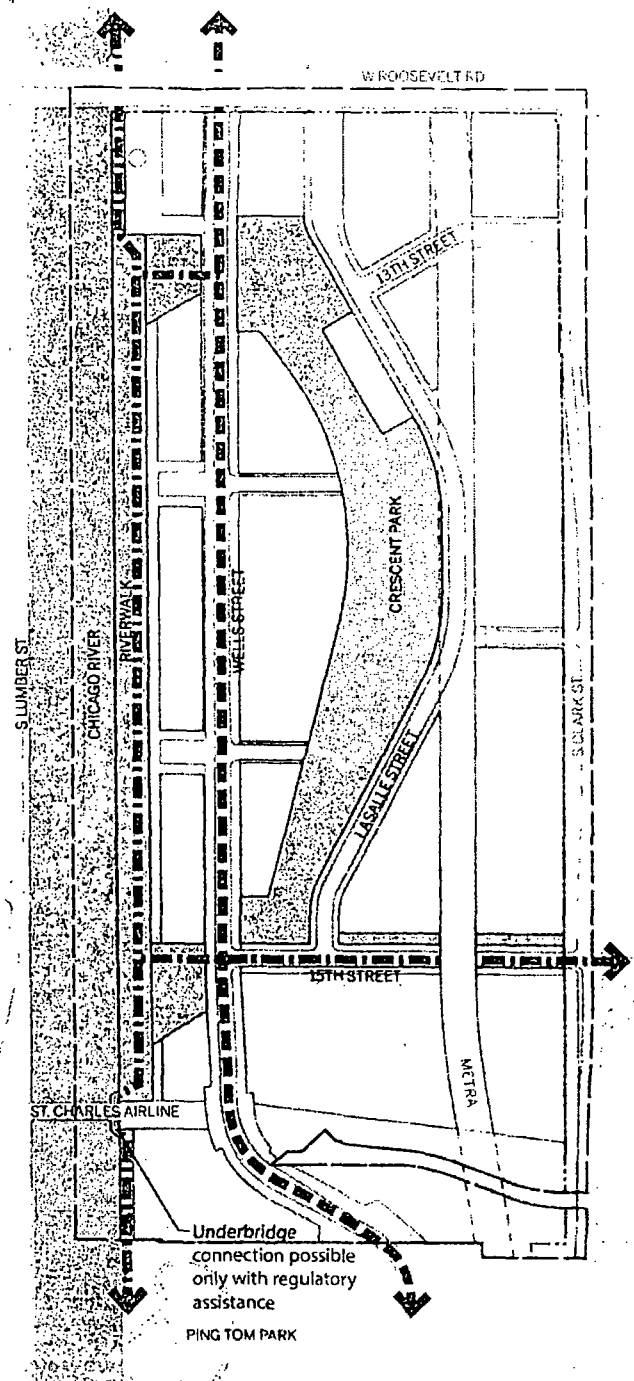 W ROOSEVELT RD
13TH STREET
CRESCENT PARK
RIVERWALK
WELLS STREET
S LUMBER ST
CHICAGO RIVER
S CLARK ST
LASALLE STREET
15TH STREET
METRA
ST. CHARLES AIRLINE
Underbridge
connection possible
only with regulatory
assistance
PING TOM PARK